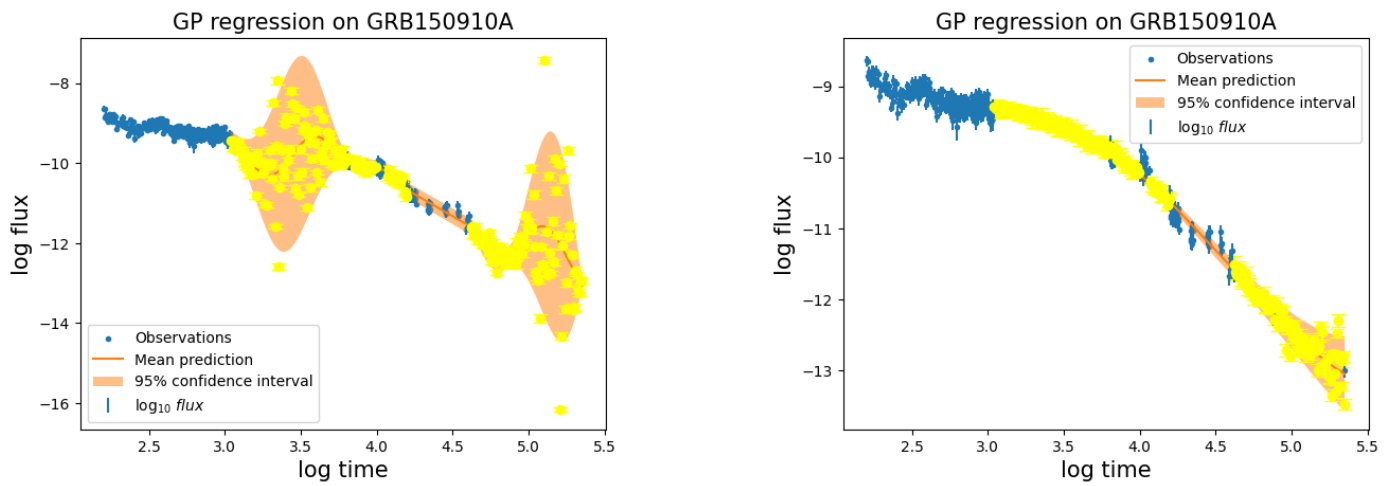 GP regression on GRB150910A
log flux
−8
−10
−12
−14
−16
Observations
Mean prediction
95% confidence interval
log₁₀ flux
2.5 3.0 3.5 4.0 4.5 5.0 5.5
log time
GP regression on GRB150910A
log flux
−9
−10
−11
−12
−13
Observations
Mean prediction
95% confidence interval
log₁₀ flux
2.5 3.0 3.5 4.0 4.5 5.0 5.5
log time